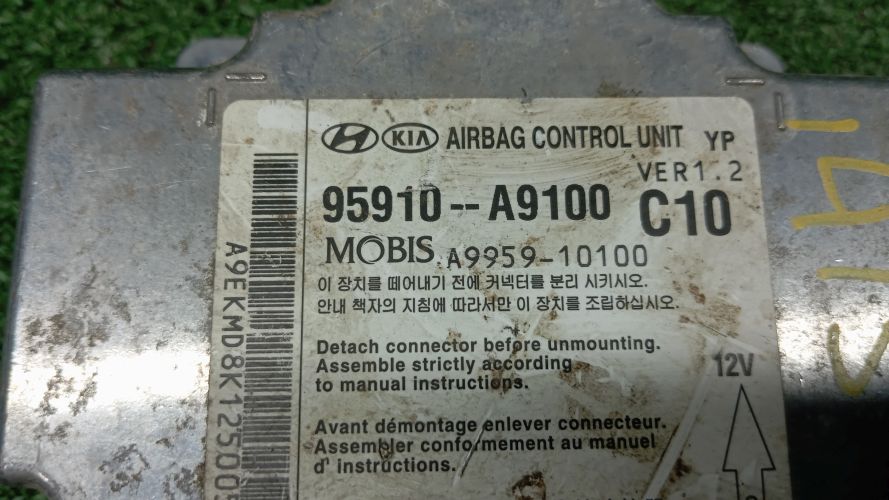 KIA AIRBAG CONTROL UNIT YP
VER1.2
95910--A9100 C10
MOBIS A9959-10100
이 장치를 떼어내기 전에 커넥터를 분리 시키시오.
안내 책자의 지침에 따라서만 이 장치를 조립하십시오.
Detach connector before unmounting.
Assemble strictly according
to manual instructions.
12V
Avant démontage enlever connecteur.
Assembler conformement au manuel
d' instructions.
A9EKMD8K12500